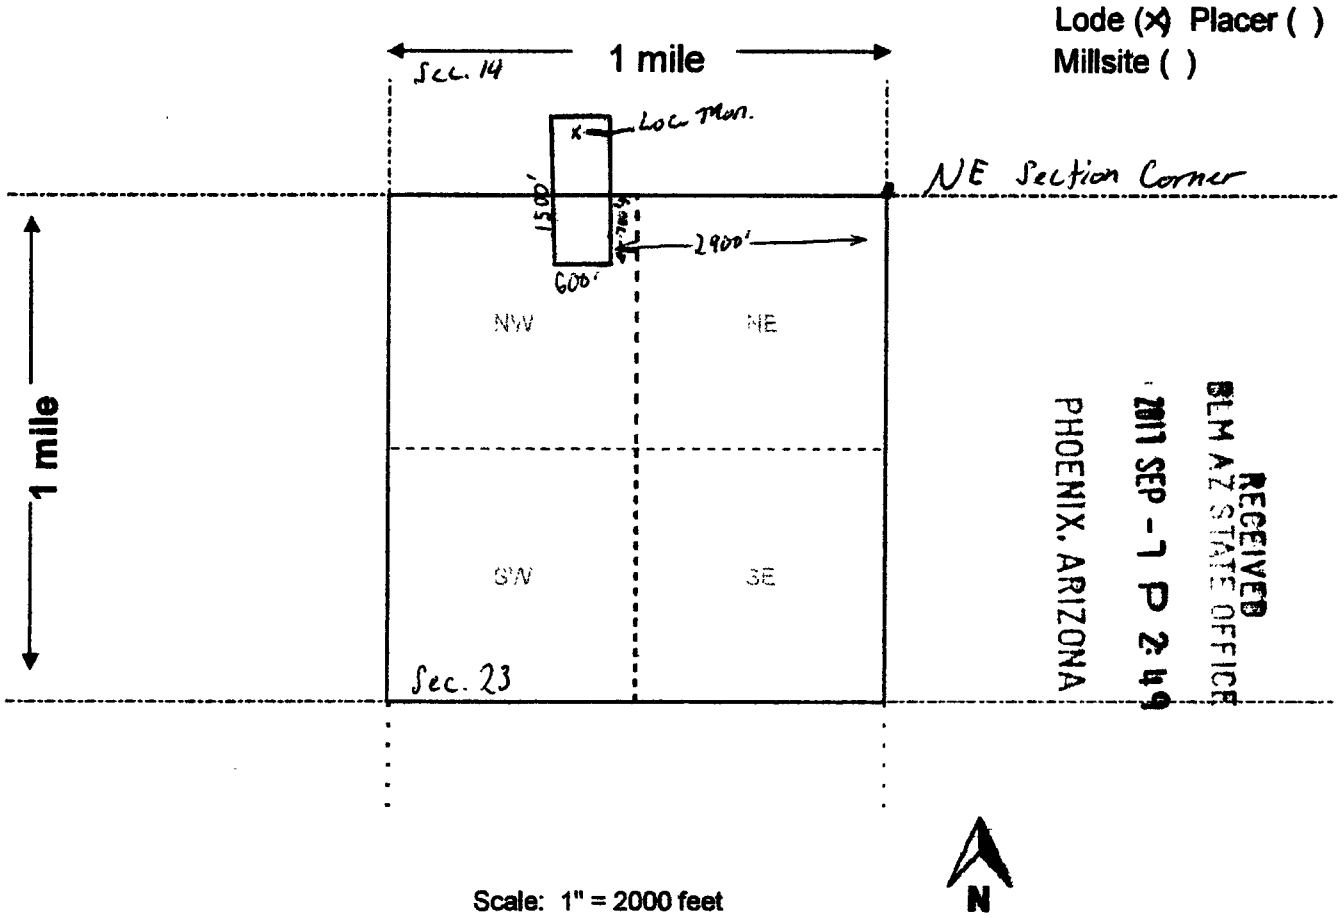 Lode (x) Placer ( )
Millsite ( )
1 mile
Sec. 14
Loc Mon.
NE Section Corner
1500'
700'
2900'
600'
NW
NE
1 mile
SW
SE
Sec. 23
RECEIVED
BLM AZ STATE OFFICE
2017 SEP -7 P 2:49
PHOENIX, ARIZONA
N
Scale: 1" = 2000 feet